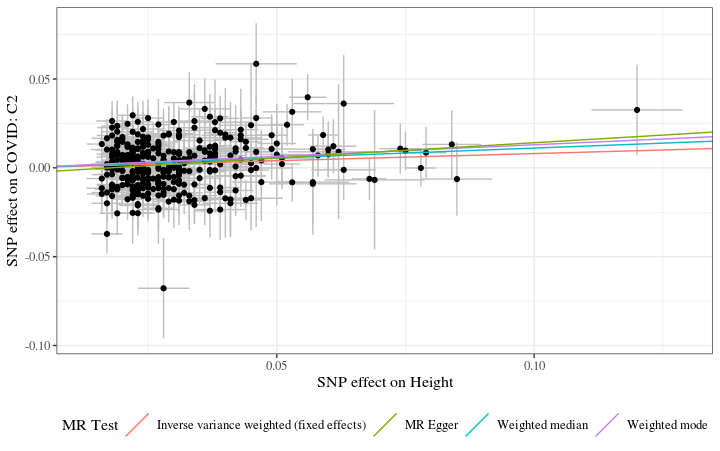 SNP effect on COVID: C2
0.05
0.00
-0.05
-0.10
0.05
0.10
SNP effect on Height
MR Test
Inverse variance weighted (fixed effects)
MR Egger
Weighted median
Weighted mode